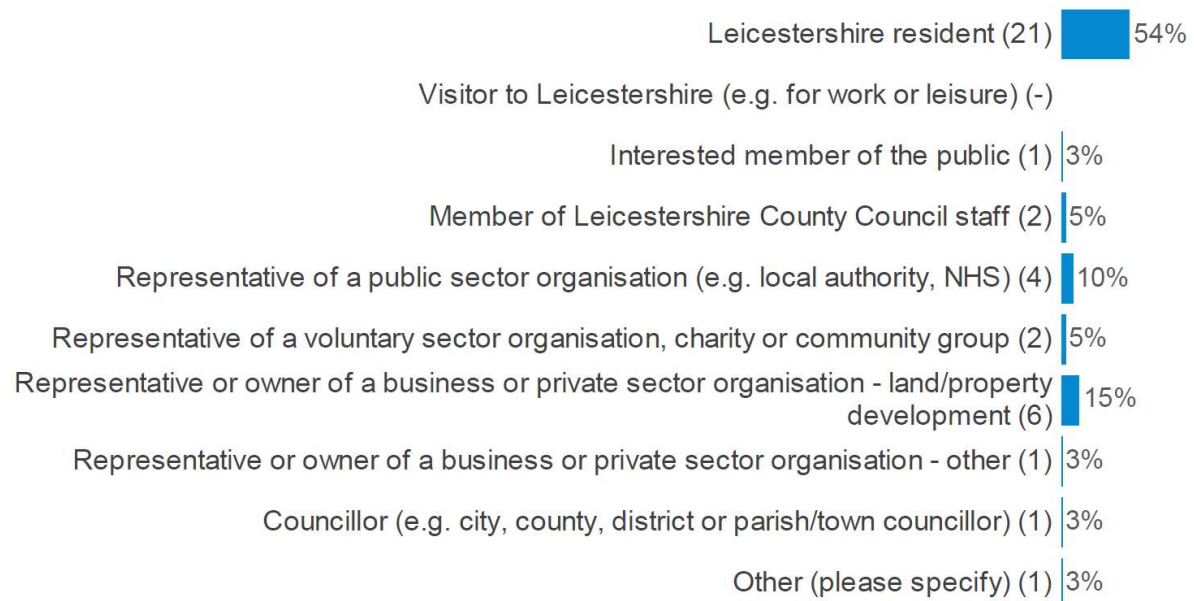 Leicestershire resident (21) 54%
Visitor to Leicestershire (e.g. for work or leisure) (-)
Interested member of the public (1) 3%
Member of Leicestershire County Council staff (2) 5%
Representative of a public sector organisation (e.g. local authority, NHS) (4) 10%
Representative of a voluntary sector organisation, charity or community group (2) 5%
Representative or owner of a business or private sector organisation - land/property
development (6) 15%
Representative or owner of a business or private sector organisation - other (1) 3%
Councillor (e.g. city, county, district or parish/town councillor) (1) 3%
Other (please specify) (1) 3%